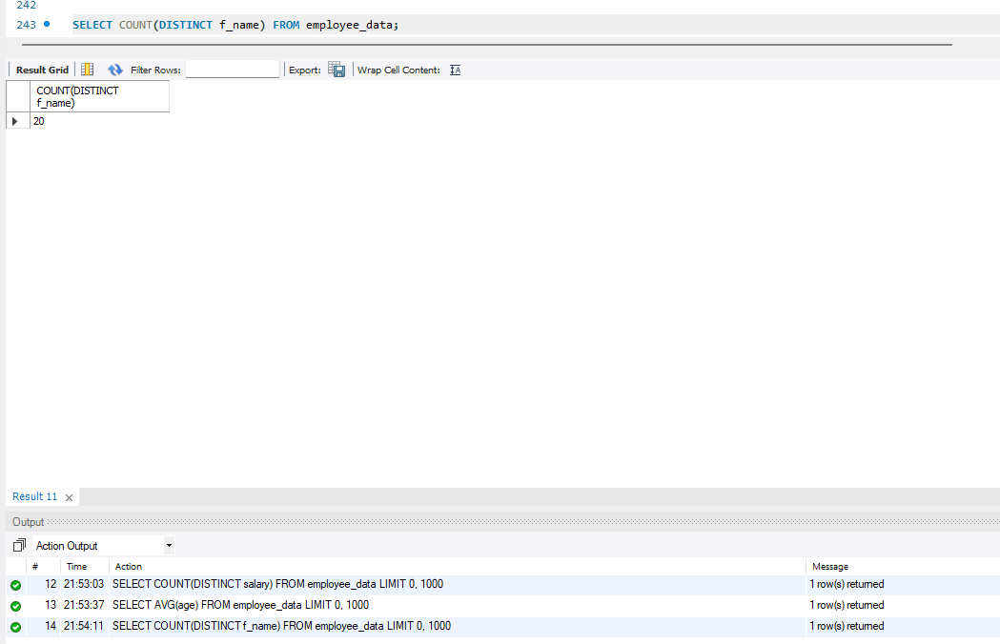 242
243 SELECT COUNT(DISTINCT f_name) FROM employee_data;
Result Grid Filter Rows: Export: Wrap Cell Content: IA
COUNT(DISTINCT
f_name)
20
Result 11
Output
Action Output
# Time Action Message
12 21:53:03 SELECT COUNT(DISTINCT salary) FROM employee_data LIMIT 0, 1000 1 row(s) returned
13 21:53:37 SELECT AVG(age) FROM employee_data LIMIT 0, 1000 1 row(s) returned
14 21:54:11 SELECT COUNT(DISTINCT f_name) FROM employee_data LIMIT 0, 1000 1 row(s) returned